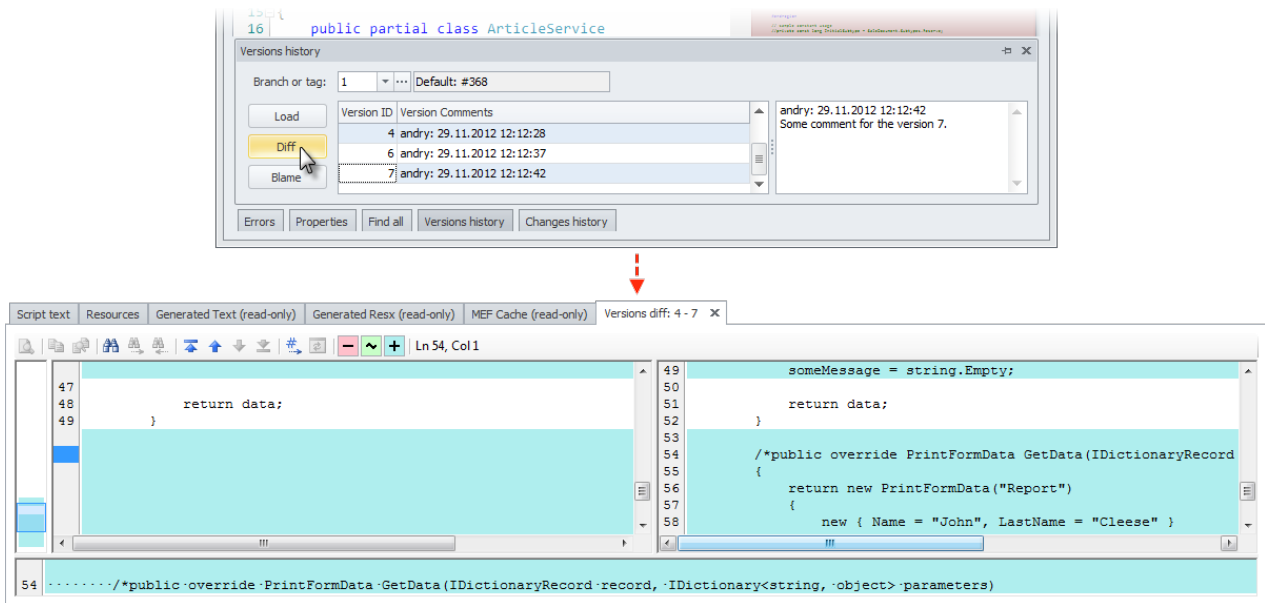 15 {
16 public partial class ArticleService
// sample constant usage
Versions history
Branch or tag: 1 Default: #368
Load
Diff
Blame
Version ID Version Comments
4 andry: 29.11.2012 12:12:28
6 andry: 29.11.2012 12:12:37
7 andry: 29.11.2012 12:12:42
andry: 29.11.2012 12:12:42
Some comment for the version 7.
Errors Properties Find all Versions history Changes history
Script text Resources Generated Text (read-only) Generated Resx (read-only) MEF Cache (read-only) Versions diff: 4 - 7
Ln 54, Col 1
47
48 return data;
49 }
49 someMessage = string.Empty;
50
51 return data;
52 }
53
54 /*public override PrintFormData GetData(IDictionaryRecord
55 {
56 return new PrintFormData("Report")
57 {
58 new { Name = "John", LastName = "Cleese" }
54 ········/*public·override·PrintFormData·GetData(IDictionaryRecord·record,·IDictionary<string,·object>·parameters)